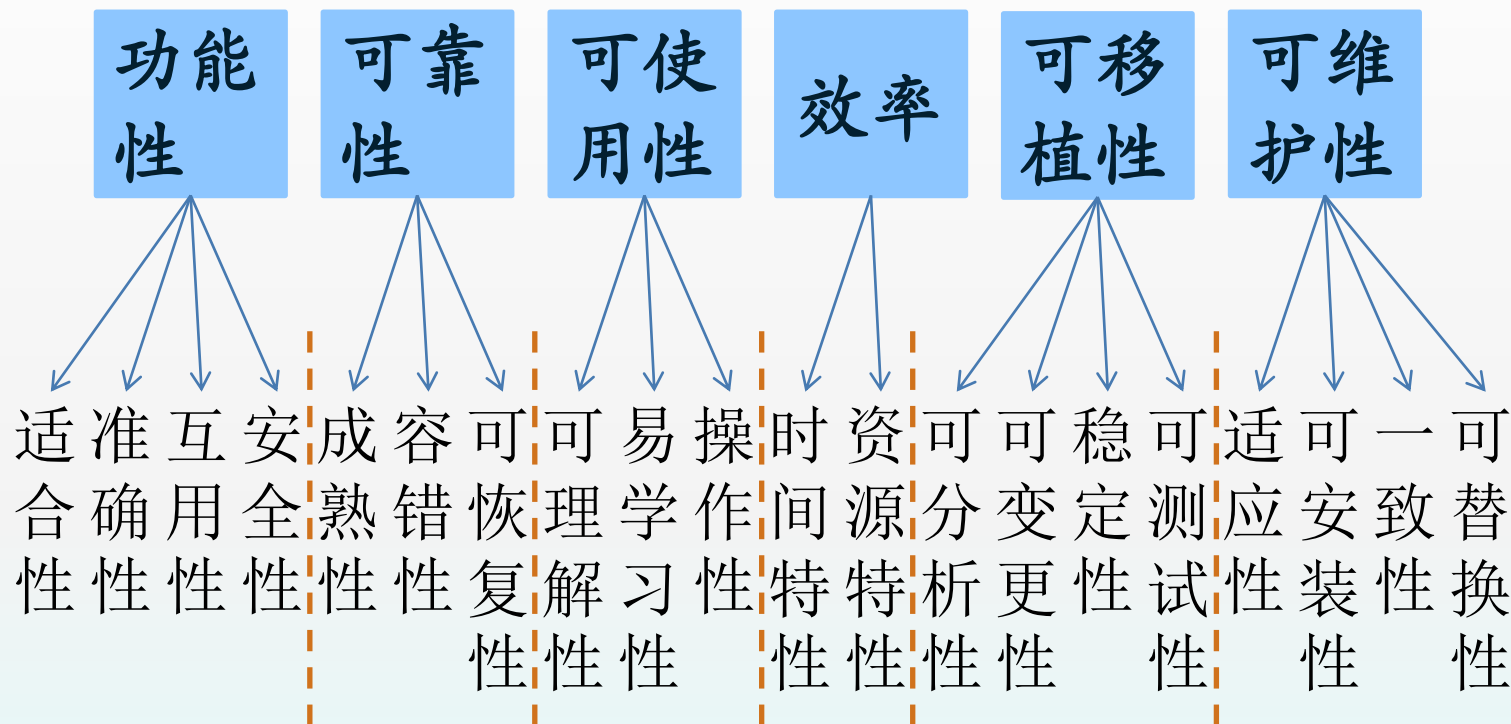 功能
性
可靠
性
可使
用性
效率
可移
植性
可维
护性
适合性
准确性
互用性
安全性
成熟性
容错性
可恢复性
可理解性
易学习性
操作性
时间特性
资源特性
可分析性
可变更性
稳定性
可测试性
适应性
可安装性
一致性
可替换性